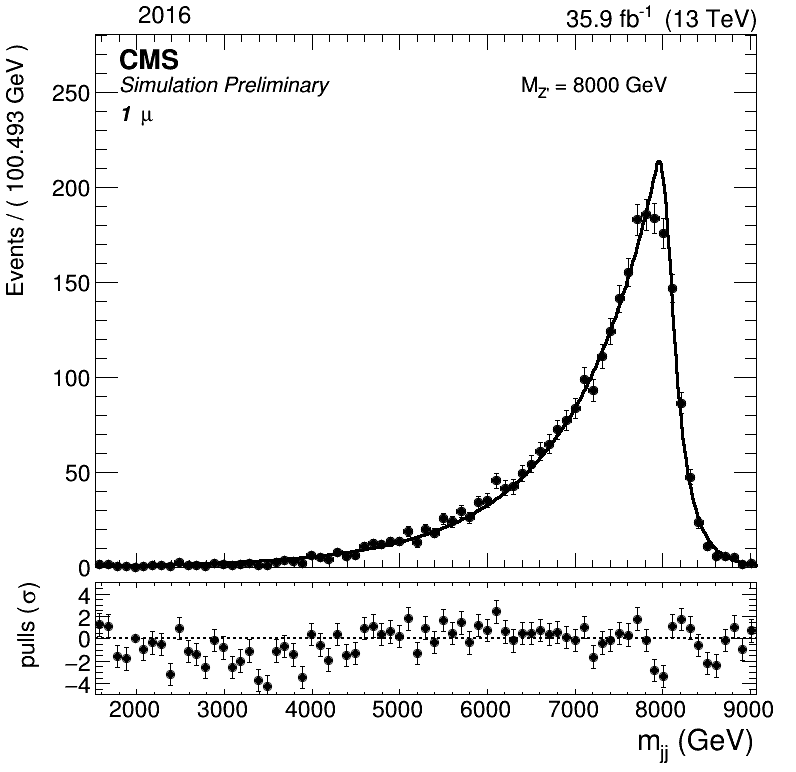 2016 35.9 fb⁻¹ (13 TeV)
CMS
Simulation Preliminary
M_Z' = 8000 GeV
1 μ
Events / ( 100.493 GeV )
250
200
150
100
50
0
pulls (σ)
4
2
0
−2
−4
2000 3000 4000 5000 6000 7000 8000 9000
m_jj (GeV)